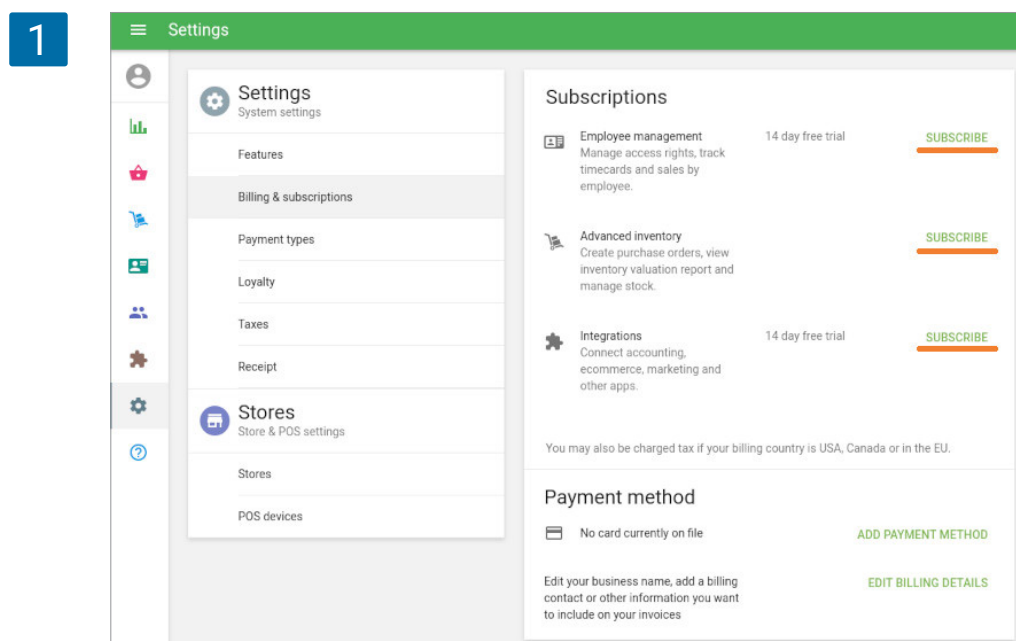 1
Settings
Settings
System settings
Features
Billing & subscriptions
Payment types
Loyalty
Taxes
Receipt
Stores
Store & POS settings
Stores
POS devices
Subscriptions
Employee management
14 day free trial
SUBSCRIBE
Manage access rights, track
timecards and sales by
employee.
Advanced inventory
SUBSCRIBE
Create purchase orders, view
inventory valuation report and
manage stock.
Integrations
14 day free trial
SUBSCRIBE
Connect accounting,
ecommerce, marketing and
other apps.
You may also be charged tax if your billing country is USA, Canada or in the EU.
Payment method
No card currently on file
ADD PAYMENT METHOD
Edit your business name, add a billing
contact or other information you want
to include on your invoices
EDIT BILLING DETAILS